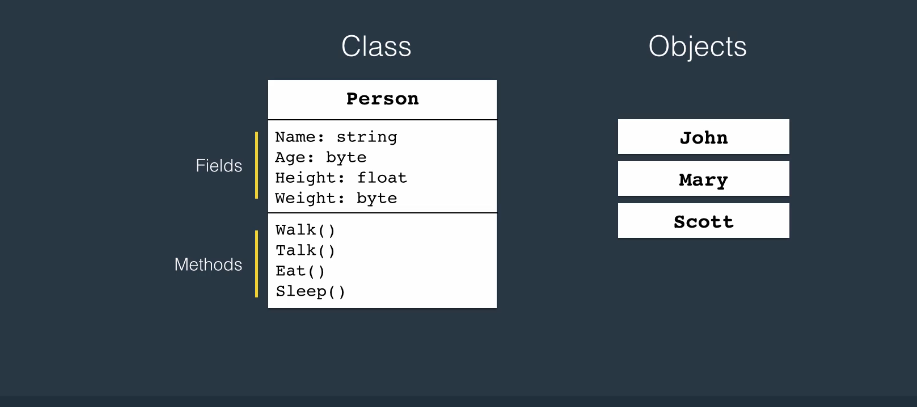 Class
Person
Fields
Name: string
Age: byte
Height: float
Weight: byte
Methods
Walk()
Talk()
Eat()
Sleep()
Objects
John
Mary
Scott